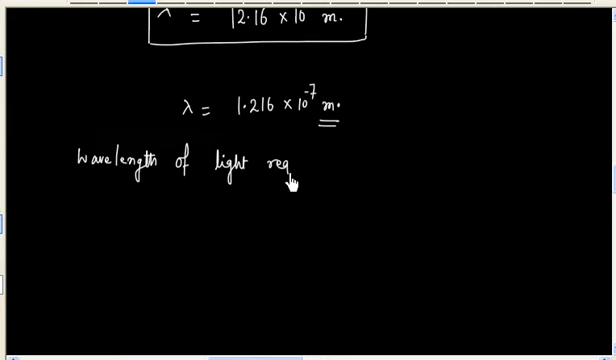 λ = 12.16 × 10 m.
λ = 1.216 × 10⁻⁷ m.
Wavelength of light req